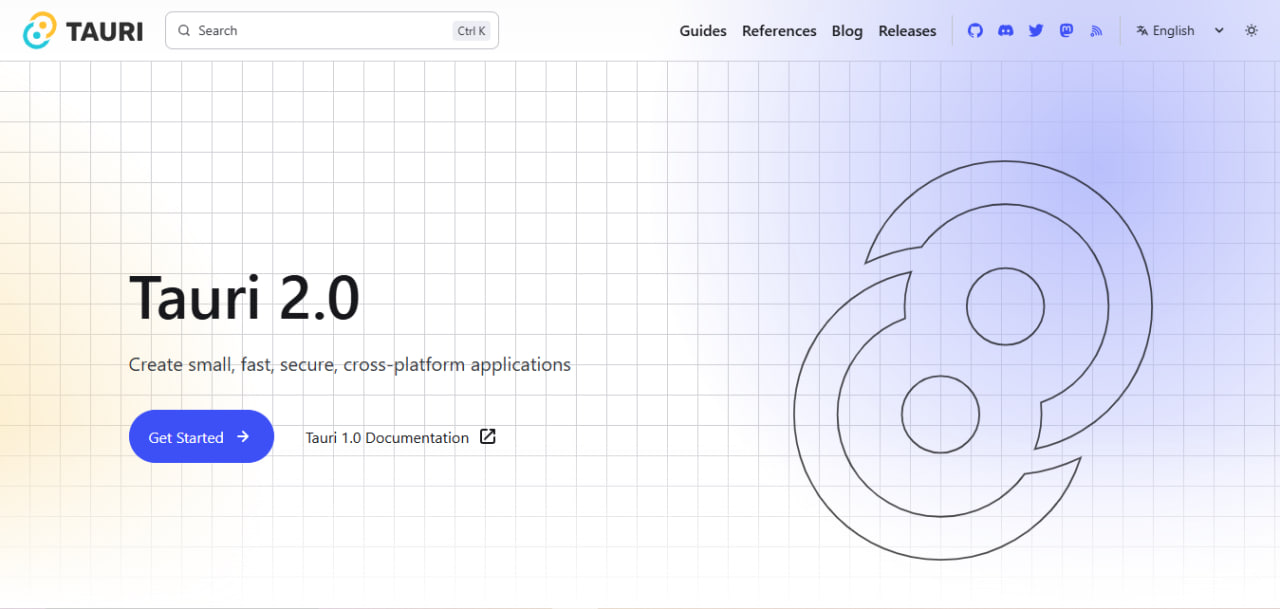 TAURI
Search
Ctrl K
Guides
References
Blog
Releases
English
Tauri 2.0
Create small, fast, secure, cross-platform applications
Get Started
Tauri 1.0 Documentation